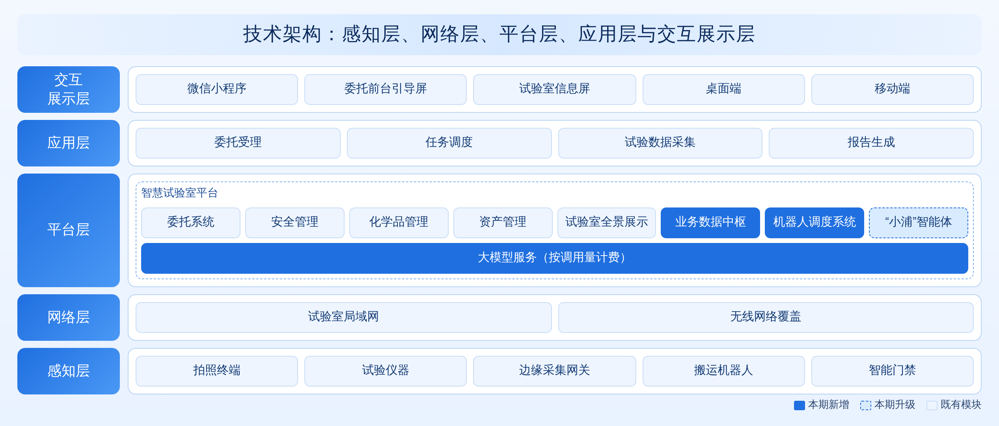 技术架构：感知层、网络层、平台层、应用层与交互展示层
交互
展示层
微信小程序
委托前台引导屏
试验室信息屏
桌面端
移动端
应用层
委托受理
任务调度
试验数据采集
报告生成
平台层
智慧试验室平台
委托系统
安全管理
化学品管理
资产管理
试验室全景展示
业务数据中枢
机器人调度系统
“小浦”智能体
大模型服务（按调用量计费）
网络层
试验室局域网
无线网络覆盖
感知层
拍照终端
试验仪器
边缘采集网关
搬运机器人
智能门禁
本期新增
本期升级
既有模块